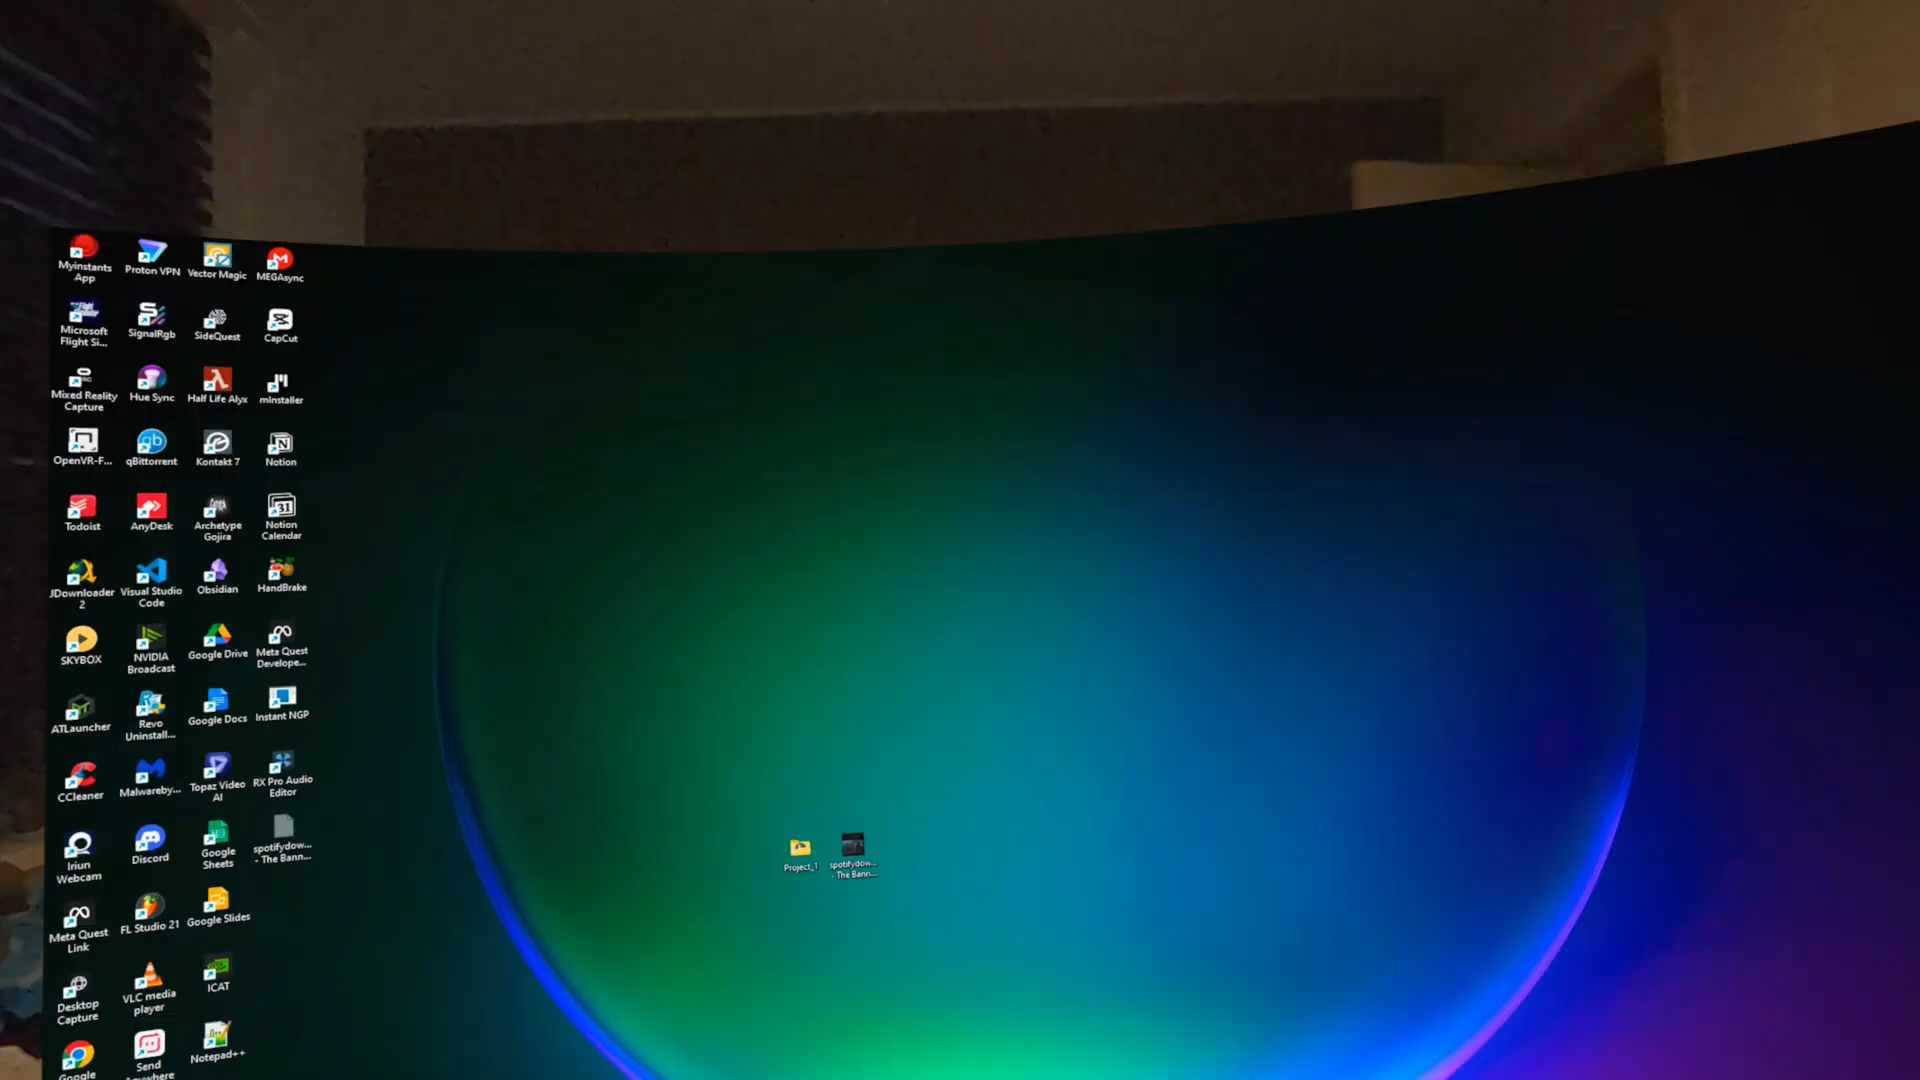 Myinstants
App
Proton VPN
Vector Magic
MEGAsync
Microsoft
Flight Si...
SignalRgb
SideQuest
CapCut
Mixed Reality
Capture
Hue Sync
Half Life Alyx
mInstaller
OpenVR-F...
qBittorrent
Kontakt 7
Notion
Todoist
AnyDesk
Archetype
Gojira
31
Notion
Calendar
JDownloader
2
Visual Studio
Code
Obsidian
HandBrake
SKYBOX
NVIDIA
Broadcast
Google Drive
Meta Quest
Develope...
ATLauncher
Revo
Uninstall...
Google Docs
Instant NGP
CCleaner
Malwareby...
Topaz Video
AI
RX Pro Audio
Editor
Iriun
Webcam
Discord
Google
Sheets
spotifydow...
- The Bann...
Project_1
spotifydow...
- The Bann...
Meta Quest
Link
FL Studio 21
Google Slides
Desktop
Capture
VLC media
player
ICAT
Google
Send
Anywhere
Notepad++